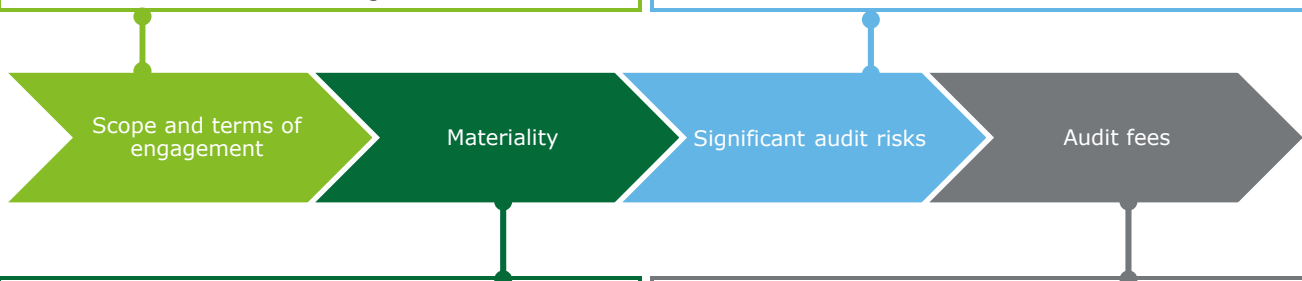 Scope and terms of
engagement
Materiality
Significant audit risks
Audit fees